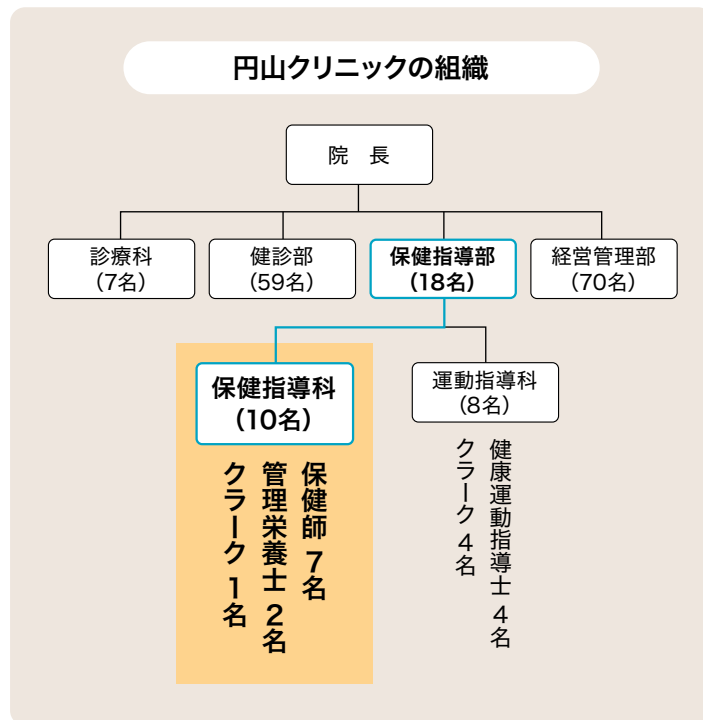 円山クリニックの組織
院　長
診療科
（7名）
健診部
（59名）
保健指導部
（18名）
経営管理部
（70名）
保健指導科
（10名）
運動指導科
（8名）
保健師 7名
管理栄養士 2名
クラーク 1名
健康運動指導士 4名
クラーク 4名